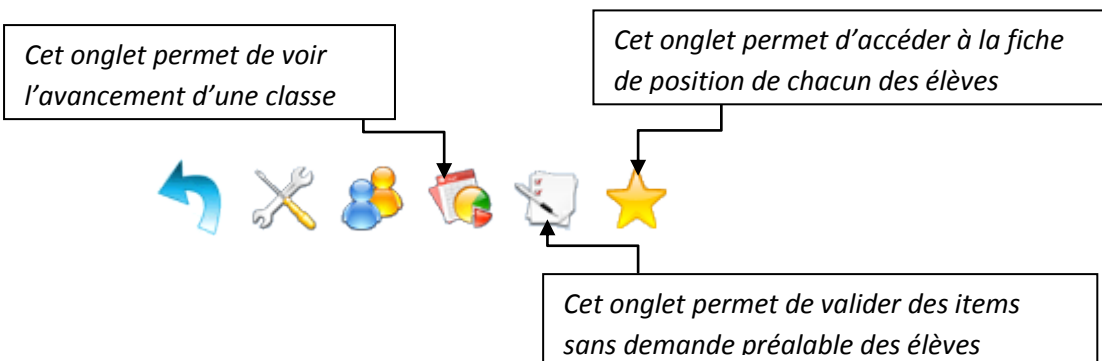 Cet onglet permet de voir
l’avancement d’une classe
Cet onglet permet d’accéder à la fiche
de position de chacun des élèves
Cet onglet permet de valider des items
sans demande préalable des élèves